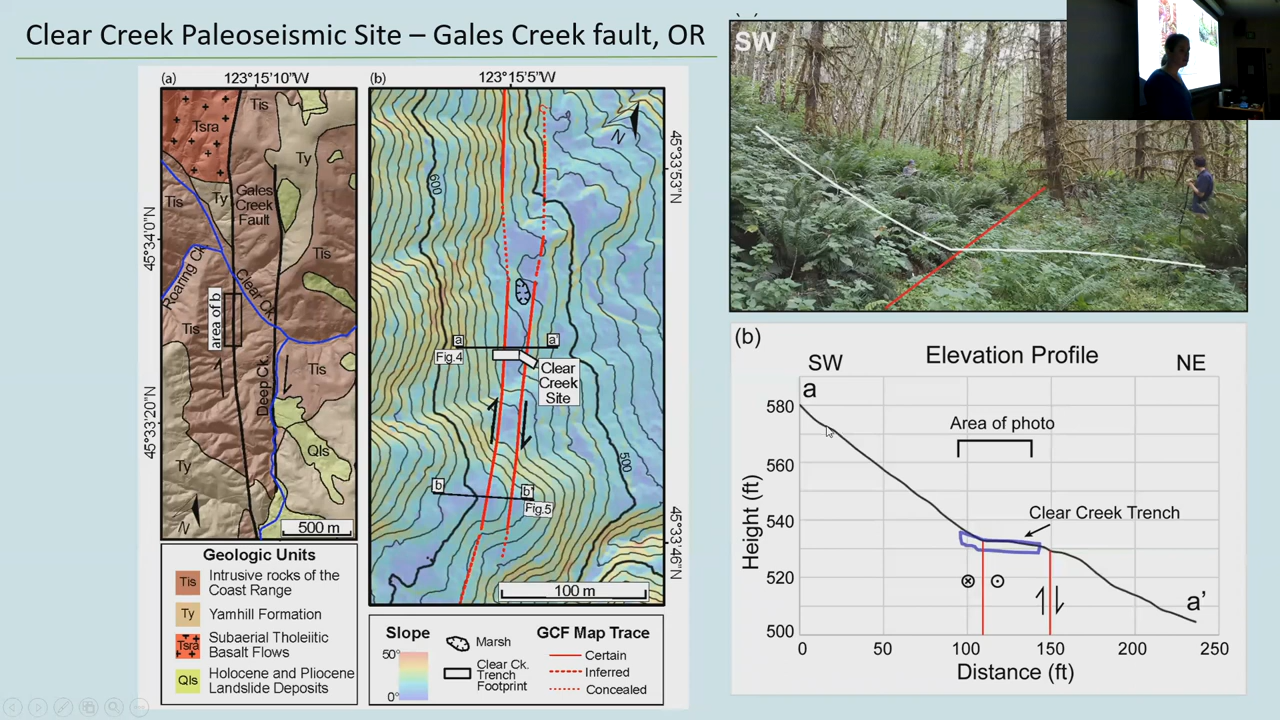 Clear Creek Paleoseismic Site – Gales Creek fault, OR
(a)
123°15'10"W
Tis
Tsra
Ty
Tis
Ty
Gales
Creek
Fault
Tis
Roaring Ck.
Clear Ck.
area of b
Tis
Deep Ck.
Tis
Ty
Qls
N
500 m
45°34'0"N
45°33'20"N
Geologic Units
Tis
Intrusive rocks of the
Coast Range
Ty
Yamhill Formation
Tsra
Subaerial Tholeiitic
Basalt Flows
Qls
Holocene and Pliocene
Landslide Deposits
(b)
123°15'5"W
N
600
a
a'
Fig.4
Clear
Creek
Site
b
b'
Fig.5
500
100 m
45°33'53"N
45°33'46"N
Slope
50°
0°
Marsh
Clear Ck.
Trench
Footprint
GCF Map Trace
Certain
Inferred
Concealed
SW
(b)
Elevation Profile
SW
NE
a
Area of photo
Clear Creek Trench
a'
580
560
540
520
500
Height (ft)
0
50
100
150
200
250
Distance (ft)